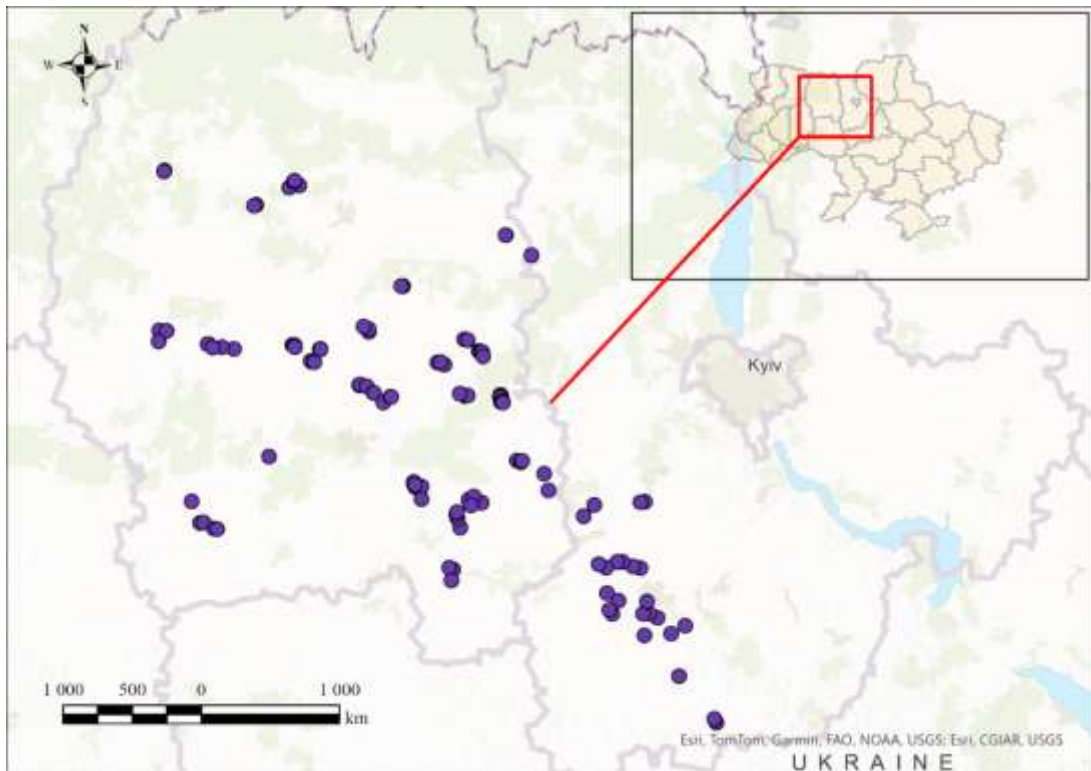 N
W E
S
Kyiv
1 000 500 0 1 000
km
Esri, TomTom, Garmin, FAO, NOAA, USGS; Esri, CGIAR, USGS
UKRAINE